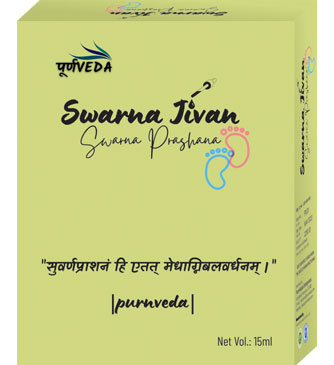 पूर्णVEDA
Swarna Jivan
Swarna Prashana
"सुवर्णप्राशनं हि एतत् मेधाग्निबलवर्धनम् ।"
|purnveda|
Net Vol.: 15ml